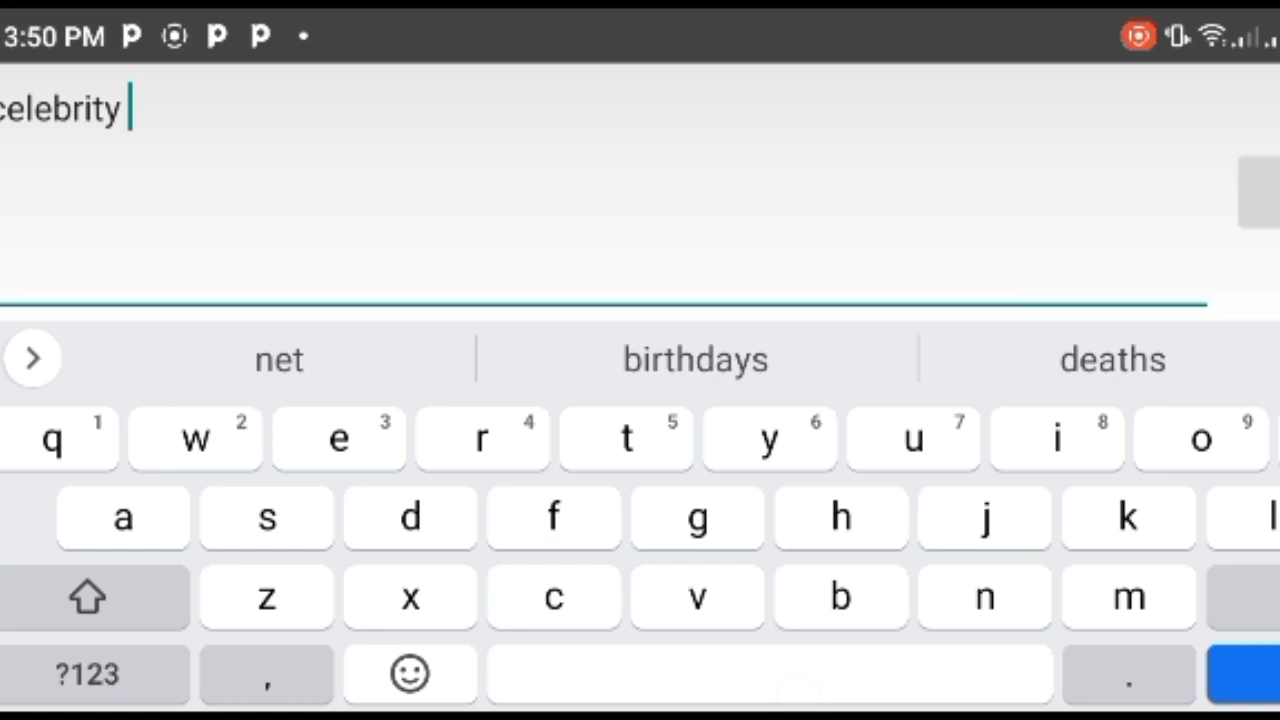 3:50 PM
celebrity
net birthdays deaths
q 1 w 2 e 3 r 4 t 5 y 6 u 7 i 8 o 9
a s d f g h j k l
z x c v b n m
?123 , .